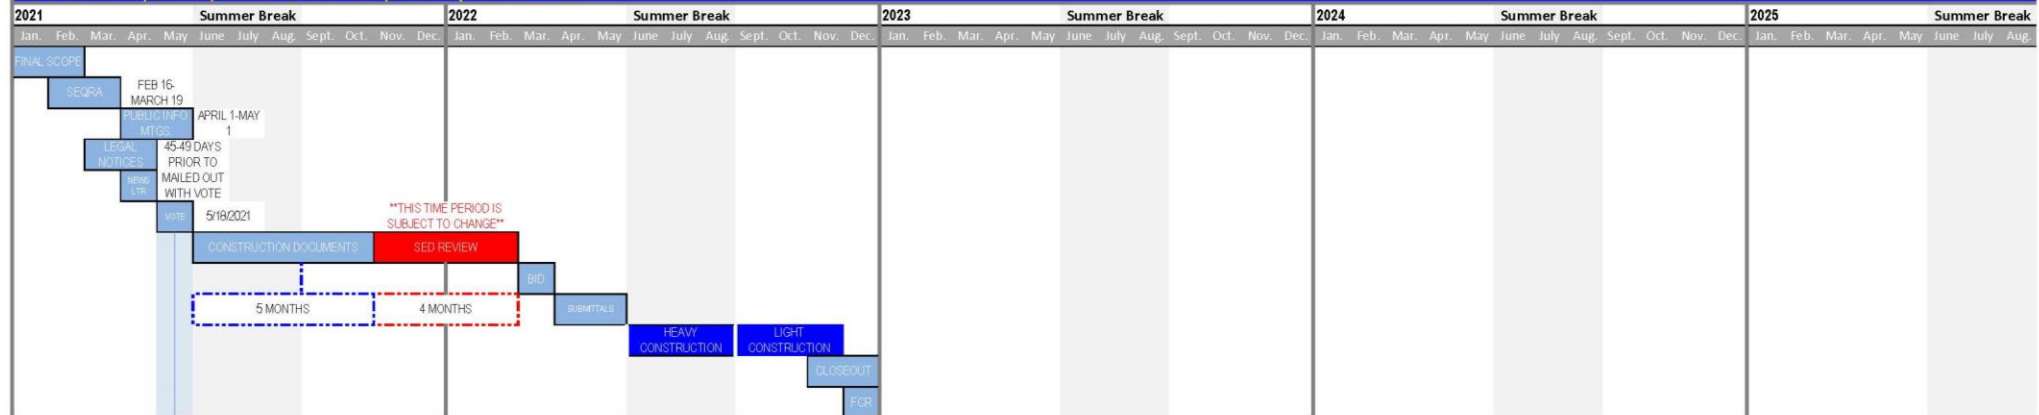 2021 Summer Break 2022 Summer Break 2023 Summer Break 2024 Summer Break 2025 Summer Break
Jan. Feb. Mar. Apr. May June July Aug. Sept. Oct. Nov. Dec. Jan. Feb. Mar. Apr. May June July Aug. Sept. Oct. Nov. Dec. Jan. Feb. Mar. Apr. May June July Aug. Sept. Oct. Nov. Dec. Jan. Feb. Mar. Apr. May June July Aug. Sept. Oct. Nov. Dec. Jan. Feb. Mar. Apr. May June July Aug.
FINAL SCOPE
SEQRA
FEB 16-
MARCH 19
PUBLIC INFO
MTGS
APRIL 1-MAY
1
LEGAL
NOTICES
45-49 DAYS
PRIOR TO
NEWS
LTR
MAILED OUT
WITH VOTE
VOTE
5/18/2021
**THIS TIME PERIOD IS
SUBJECT TO CHANGE**
CONSTRUCTION DOCUMENTS
SED REVIEW
BID
5 MONTHS
4 MONTHS
SUBMITTALS
HEAVY
CONSTRUCTION
LIGHT
CONSTRUCTION
CLOSEOUT
FCR